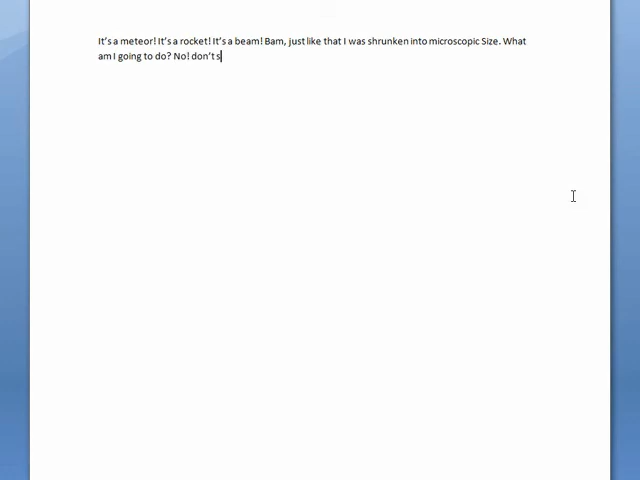 It's a meteor! It's a rocket! It's a beam! Bam, just like that I was shrunken into microscopic Size. What
am I going to do? No! don't s